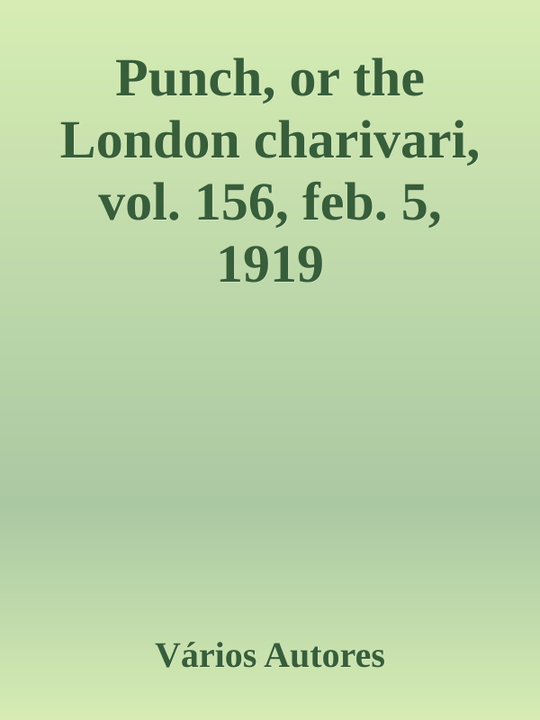 Punch, or the
London charivari,
vol. 156, feb. 5,
1919
Vários Autores